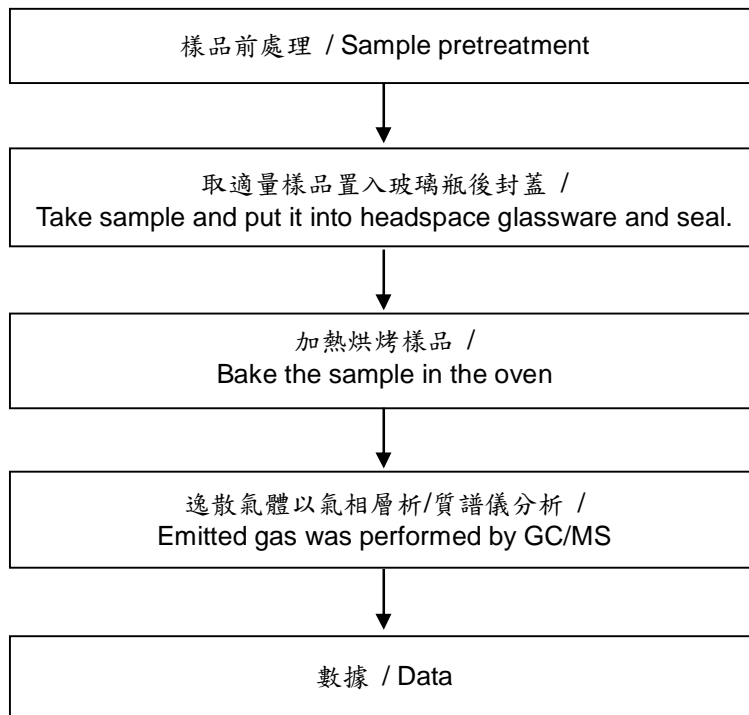 樣品前處理 / Sample pretreatment
取適量樣品置入玻璃瓶後封蓋 /
Take sample and put it into headspace glassware and seal.
加熱烘烤樣品 /
Bake the sample in the oven
逸散氣體以氣相層析/質譜儀分析 /
Emitted gas was performed by GC/MS
數據 / Data